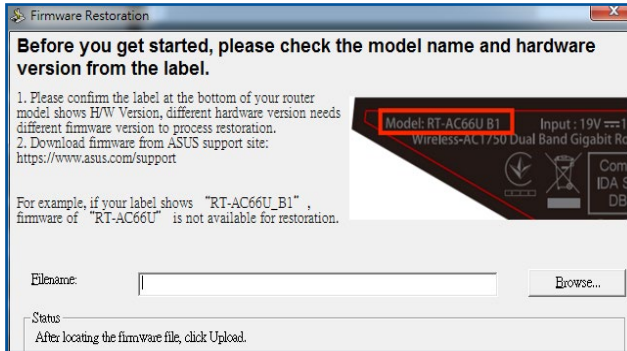 Firmware Restoration
Before you get started, please check the model name and hardware
version from the label.
1. Please confirm the label at the bottom of your router
model shows H/W Version, different hardware version needs
different firmware version to process restoration.
2. Download firmware from ASUS support site:
https://www.asus.com/support
For example, if your label shows “RT-AC66U_B1”,
firmware of “RT-AC66U” is not available for restoration.
Model: RT-AC66U B1 Input : 19V
Wireless-AC1750 Dual Band Gigabit
Com
IDA
DB
Filename:
Browse...
Status
After locating the firmware file, click Upload.